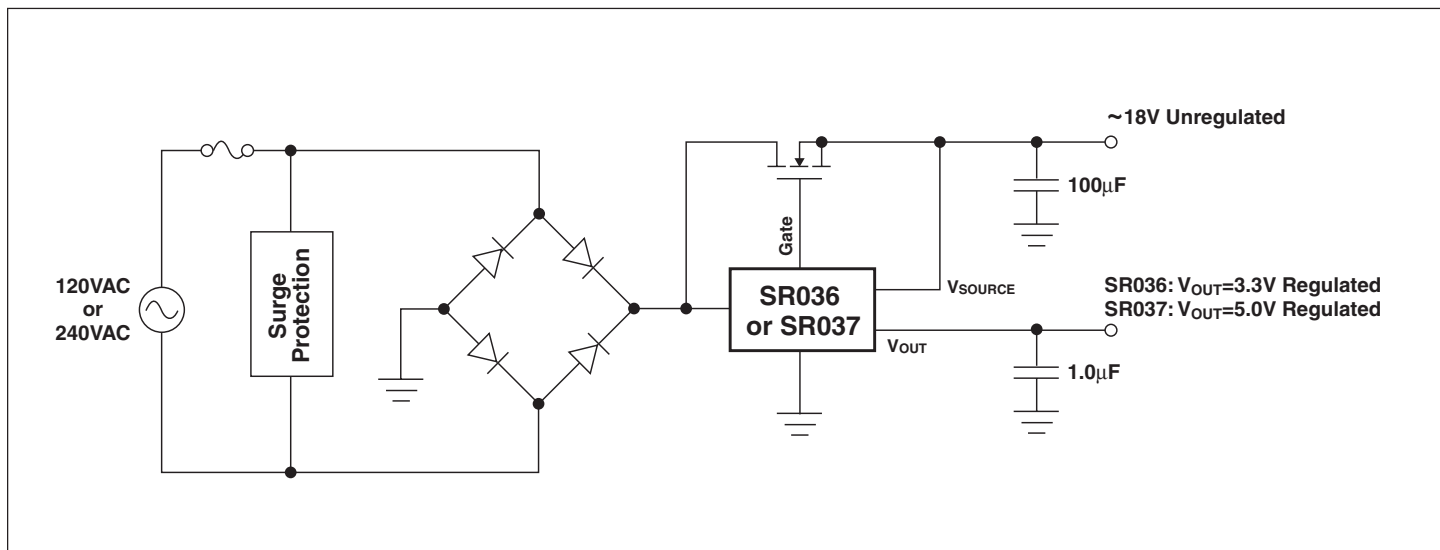 120VAC
or
240VAC
Surge
Protection
Gate
SR036
or SR037
VSOURCE
VOUT
~18V Unregulated
100μF
SR036: VOUT=3.3V Regulated
SR037: VOUT=5.0V Regulated
1.0μF